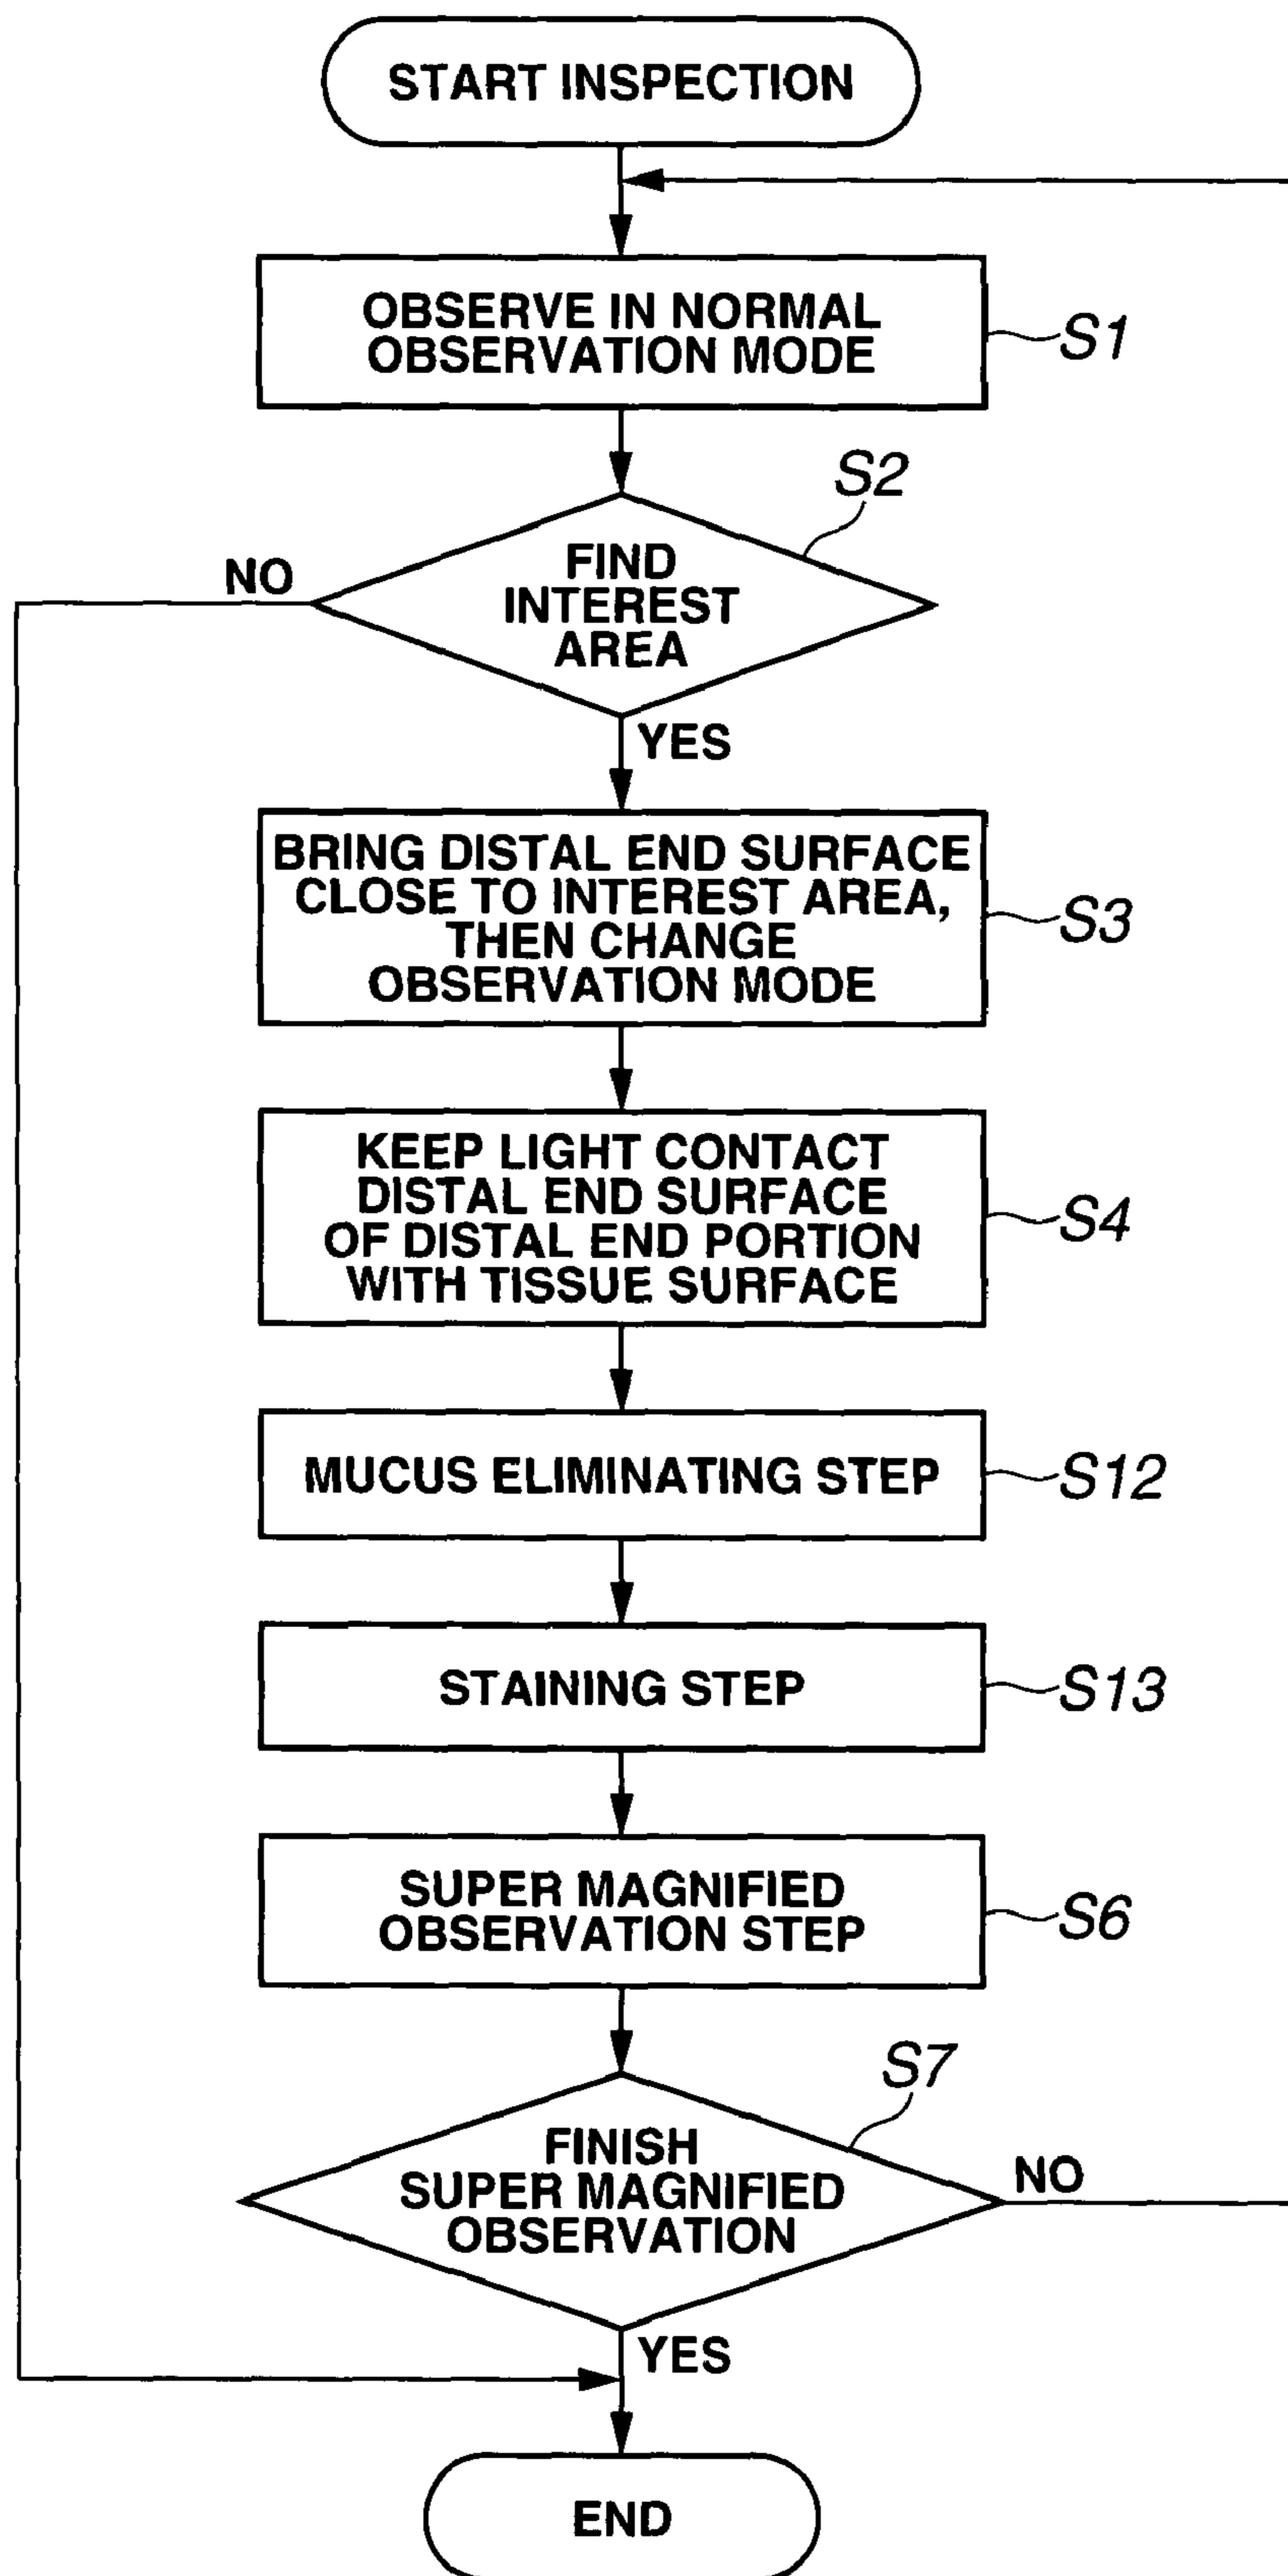 START INSPECTION
OBSERVE IN NORMAL
OBSERVATION MODE
S1
S2
FIND
INTEREST
AREA
NO
YES
BRING DISTAL END SURFACE
CLOSE TO INTEREST AREA,
THEN CHANGE
OBSERVATION MODE
S3
KEEP LIGHT CONTACT
DISTAL END SURFACE
OF DISTAL END PORTION
WITH TISSUE SURFACE
S4
MUCUS ELIMINATING STEP
S12
STAINING STEP
S13
SUPER MAGNIFIED
OBSERVATION STEP
S6
S7
FINISH
SUPER MAGNIFIED
OBSERVATION
NO
YES
END